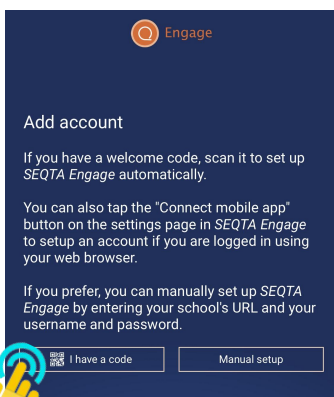 Engage
Add account
If you have a welcome code, scan it to set up
SEQTA Engage automatically.
You can also tap the "Connect mobile app"
button on the settings page in SEQTA Engage
to setup an account if you are logged in using
your web browser.
If you prefer, you can manually set up SEQTA
Engage by entering your school's URL and your
username and password.
I have a code
Manual setup